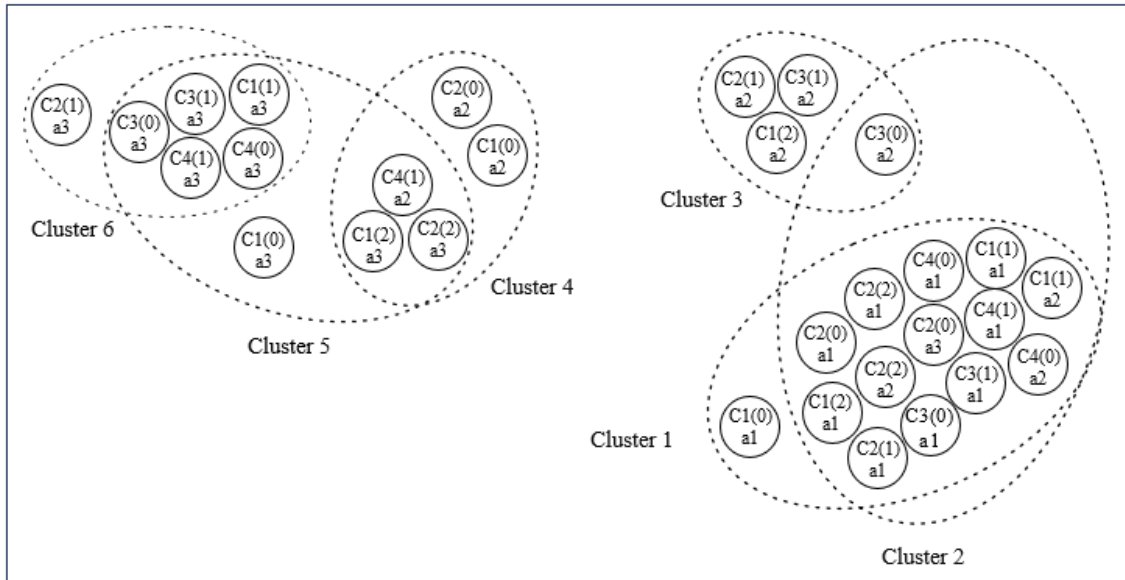 C2(1)
a3
C3(0)
a3
C3(1)
a3
C1(1)
a3
C4(1)
a3
C4(0)
a3
Cluster 6
C1(0)
a3
C2(0)
a2
C1(0)
a2
C4(1)
a2
C1(2)
a3
C2(2)
a3
Cluster 4
Cluster 5
C2(1)
a2
C3(1)
a2
C1(2)
a2
C3(0)
a2
Cluster 3
C4(0)
a1
C1(1)
a1
C1(1)
a2
C2(2)
a1
C2(0)
a1
C2(0)
a3
C4(1)
a1
C4(0)
a2
C2(2)
a2
C3(1)
a1
C1(2)
a1
C3(0)
a1
C1(0)
a1
C2(1)
a1
Cluster 1
Cluster 2